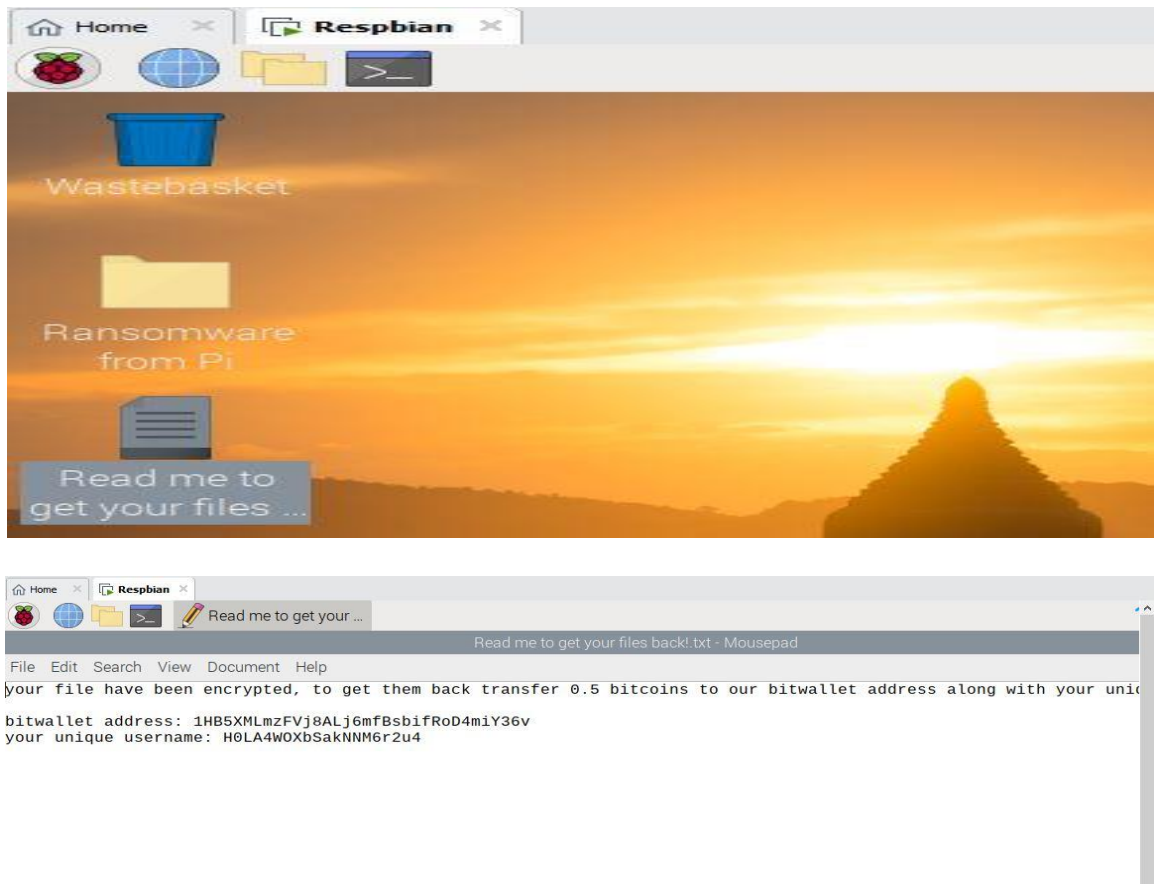 Home
Respbian
>_
Wastebasket
Ransomware
from Pi
Read me to
get your files ...
Home
Respbian
>_
Read me to get your ...
Read me to get your files back!.txt - Mousepad
File Edit Search View Document Help
your file have been encrypted, to get them back transfer 0.5 bitcoins to our bitwallet address along with your
bitwallet address: 1HB5XMLmzFVj8ALj6mfBsbifRoD4miY36v
your unique username: H0LA4WOXbSakNNM6r2u4